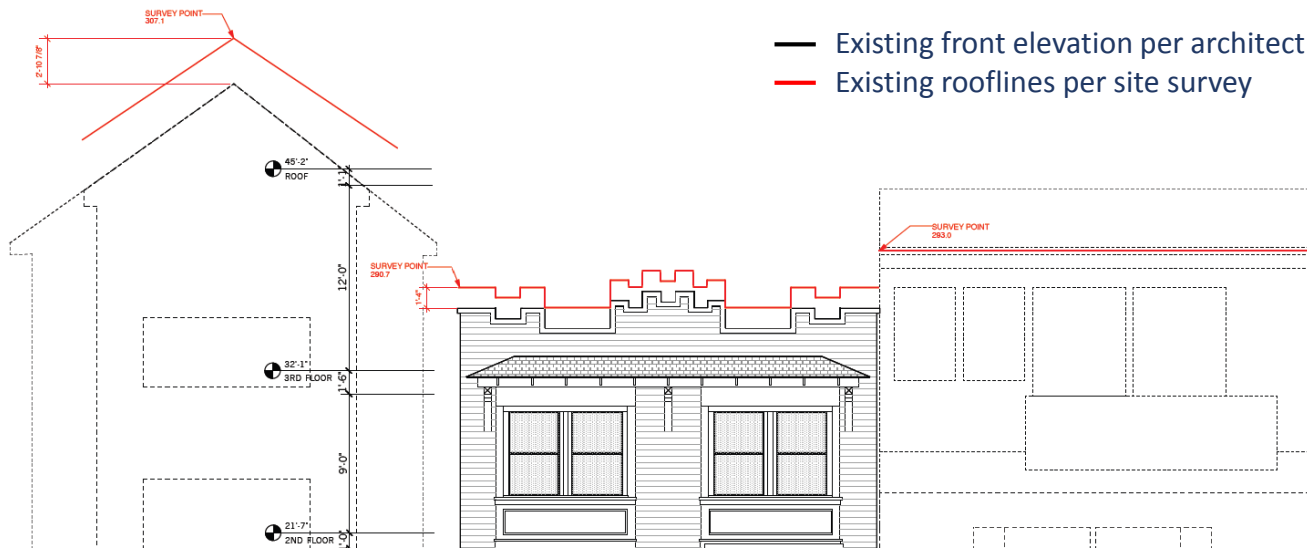 SURVEY POINT
307.1
2'-10 7/8"
Existing front elevation per architect
Existing rooflines per site survey
45'-2"
ROOF
1'-1"
SURVEY POINT
293.0
SURVEY POINT
290.7
12'-0"
1'-4"
32'-1"
3RD FLOOR
1'-6"
9'-0"
21'-7"
2ND FLOOR